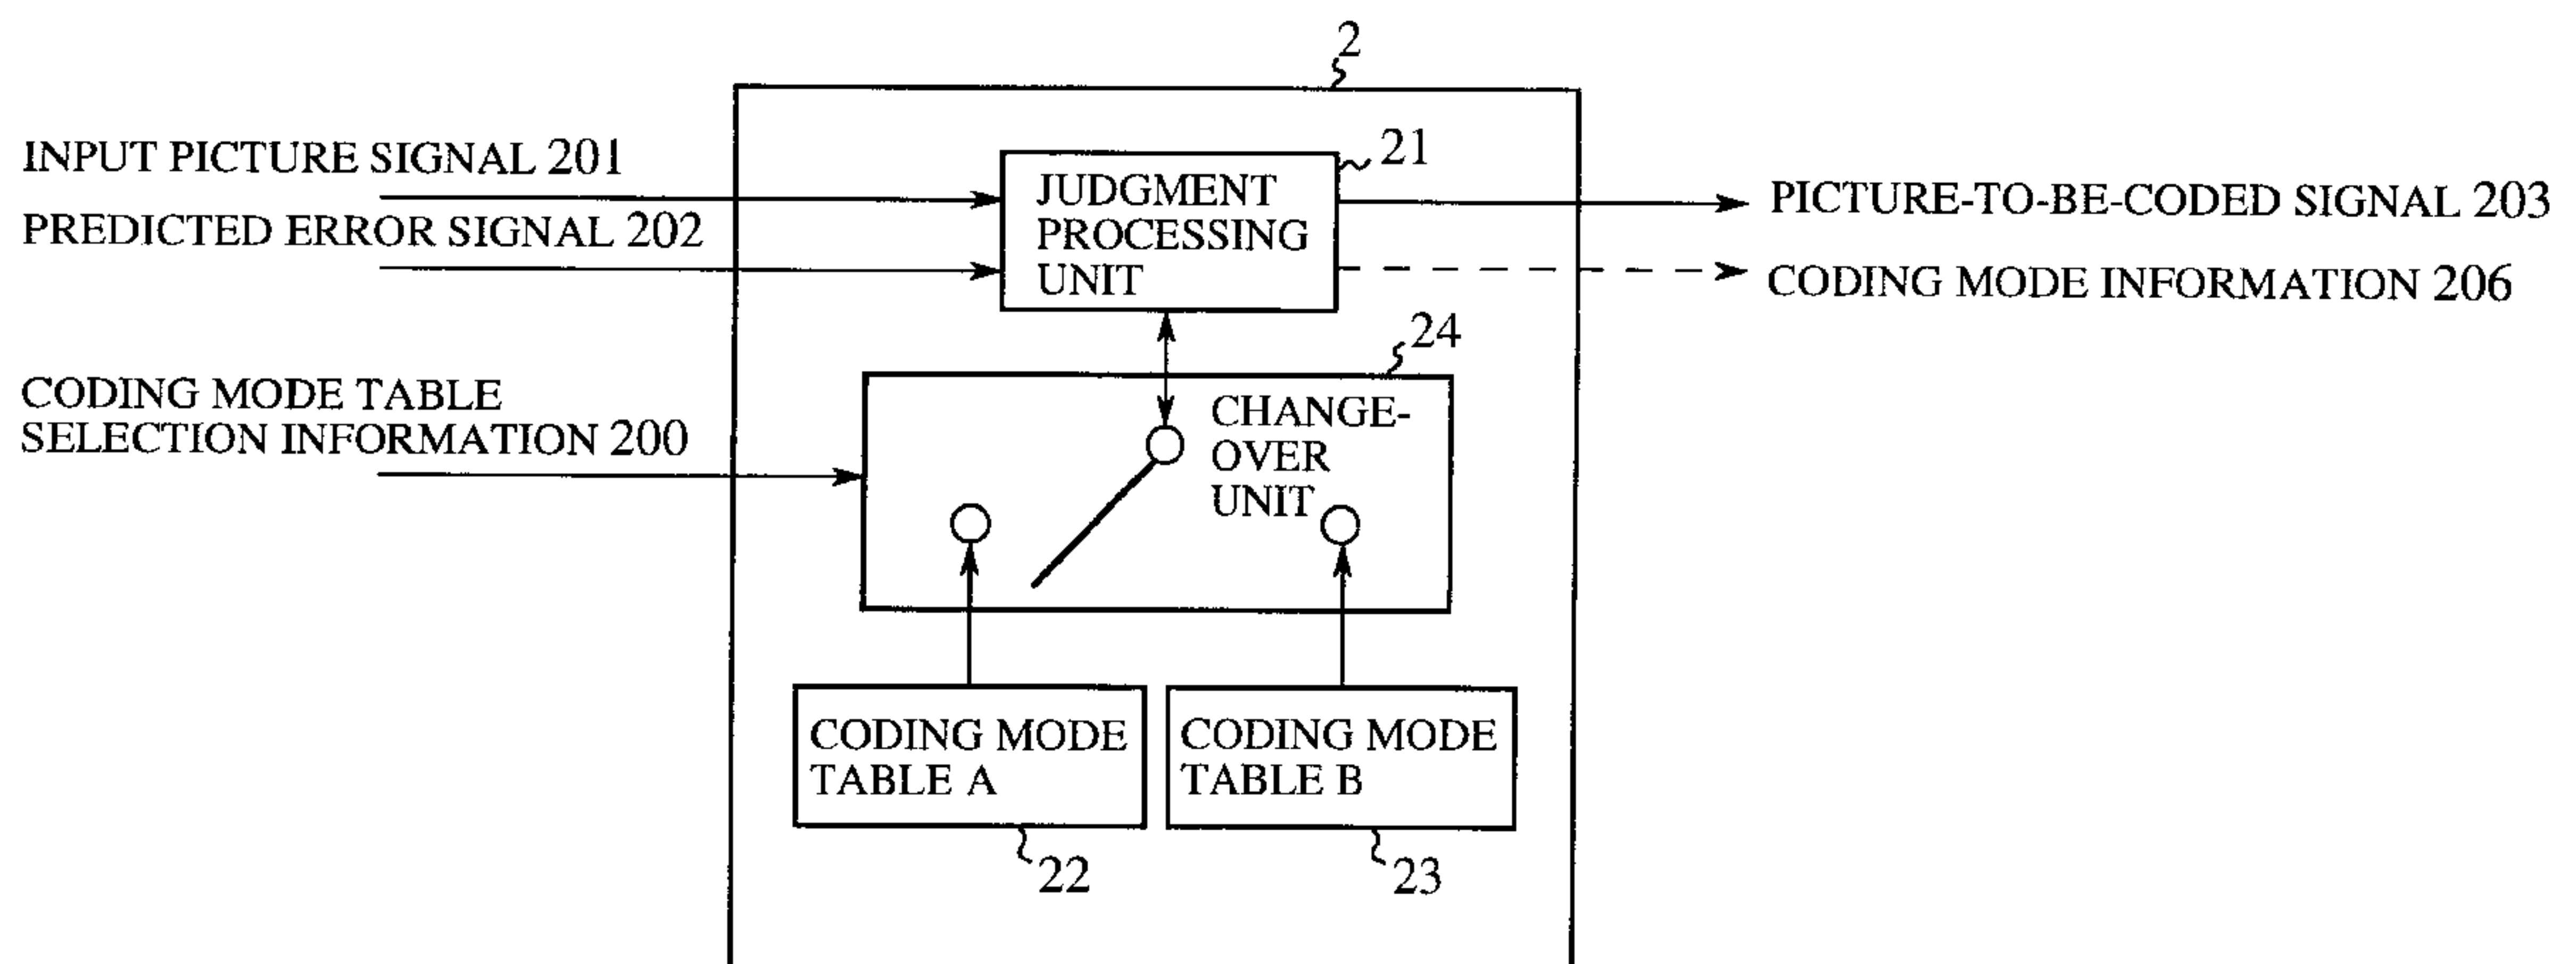 2
INPUT PICTURE SIGNAL 201
21
JUDGMENT
PROCESSING
UNIT
PICTURE-TO-BE-CODED SIGNAL 203
PREDICTED ERROR SIGNAL 202
CODING MODE INFORMATION 206
24
CODING MODE TABLE
SELECTION INFORMATION 200
CHANGE-
OVER
UNIT
CODING MODE
TABLE A
CODING MODE
TABLE B
22
23